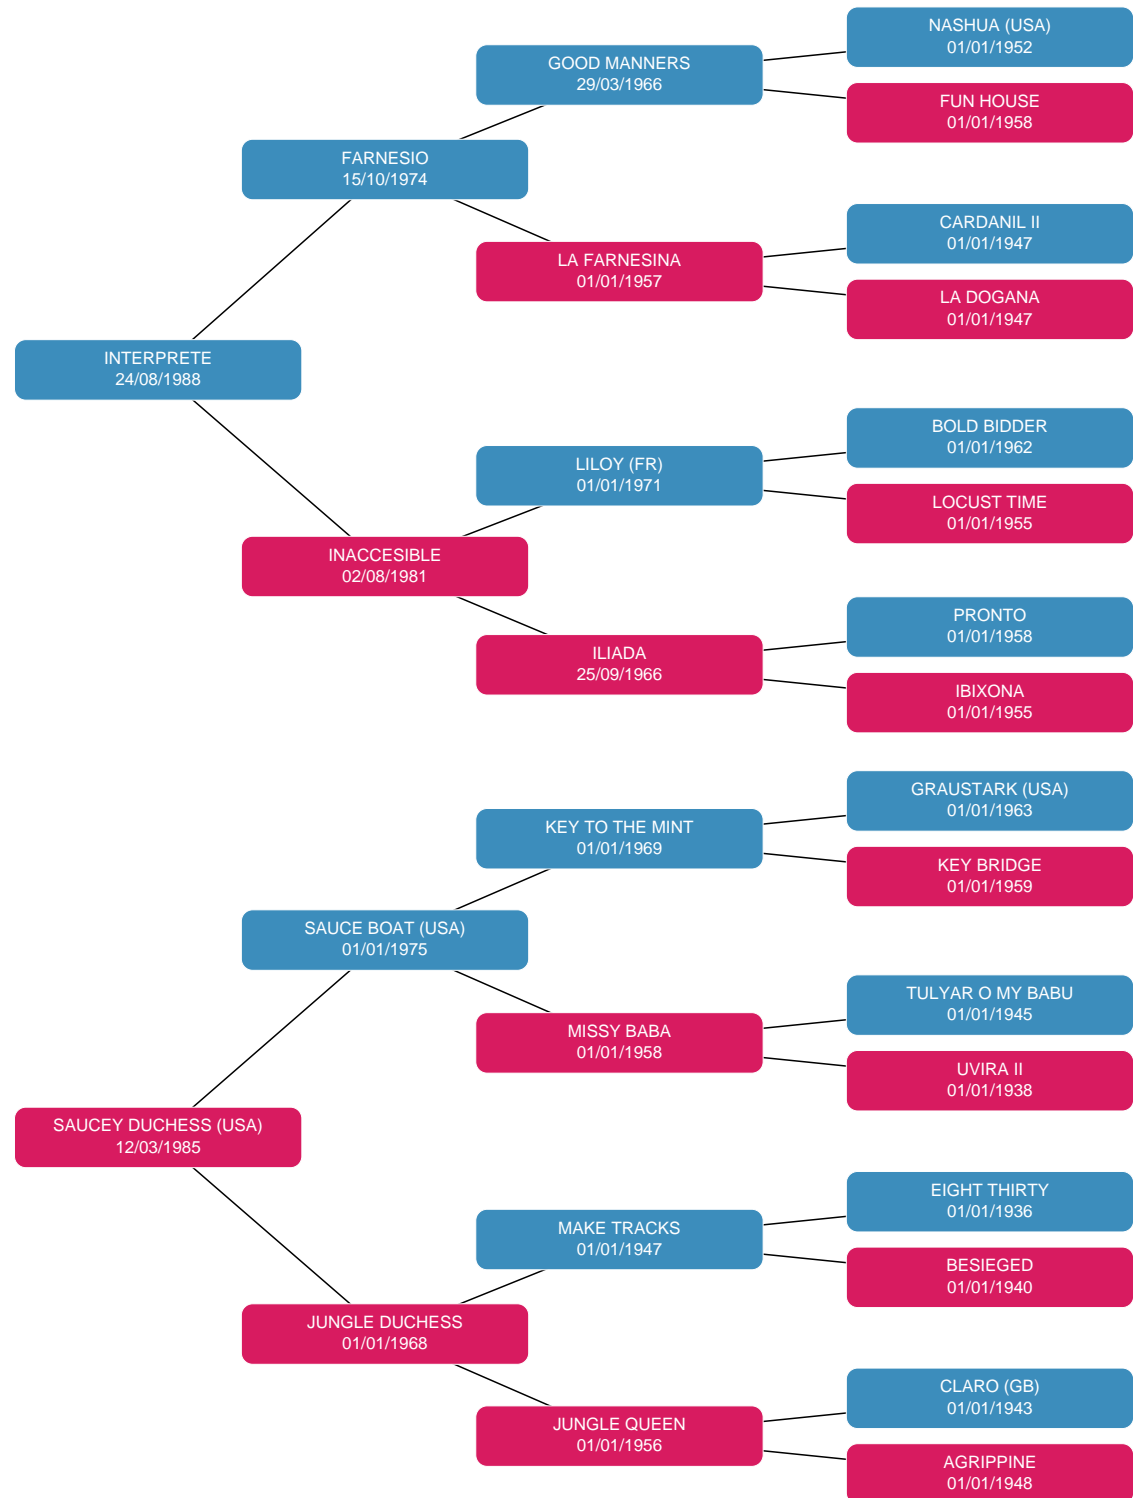 NASHUA (USA)
01/01/1952
GOOD MANNERS
29/03/1966
FUN HOUSE
01/01/1958
FARNESIO
15/10/1974
CARDANIL II
01/01/1947
LA FARNESINA
01/01/1957
LA DOGANA
01/01/1947
INTERPRETE
24/08/1988
BOLD BIDDER
01/01/1962
LILOY (FR)
01/01/1971
LOCUST TIME
01/01/1955
INACCESIBLE
02/08/1981
PRONTO
01/01/1958
ILIADA
25/09/1966
IBIXONA
01/01/1955
GRAUSTARK (USA)
01/01/1963
KEY TO THE MINT
01/01/1969
KEY BRIDGE
01/01/1959
SAUCE BOAT (USA)
01/01/1975
TULYAR O MY BABU
01/01/1945
MISSY BABA
01/01/1958
UVIRA II
01/01/1938
SAUCEY DUCHESS (USA)
12/03/1985
EIGHT THIRTY
01/01/1936
MAKE TRACKS
01/01/1947
BESIEGED
01/01/1940
JUNGLE DUCHESS
01/01/1968
CLARO (GB)
01/01/1943
JUNGLE QUEEN
01/01/1956
AGRIPPINE
01/01/1948